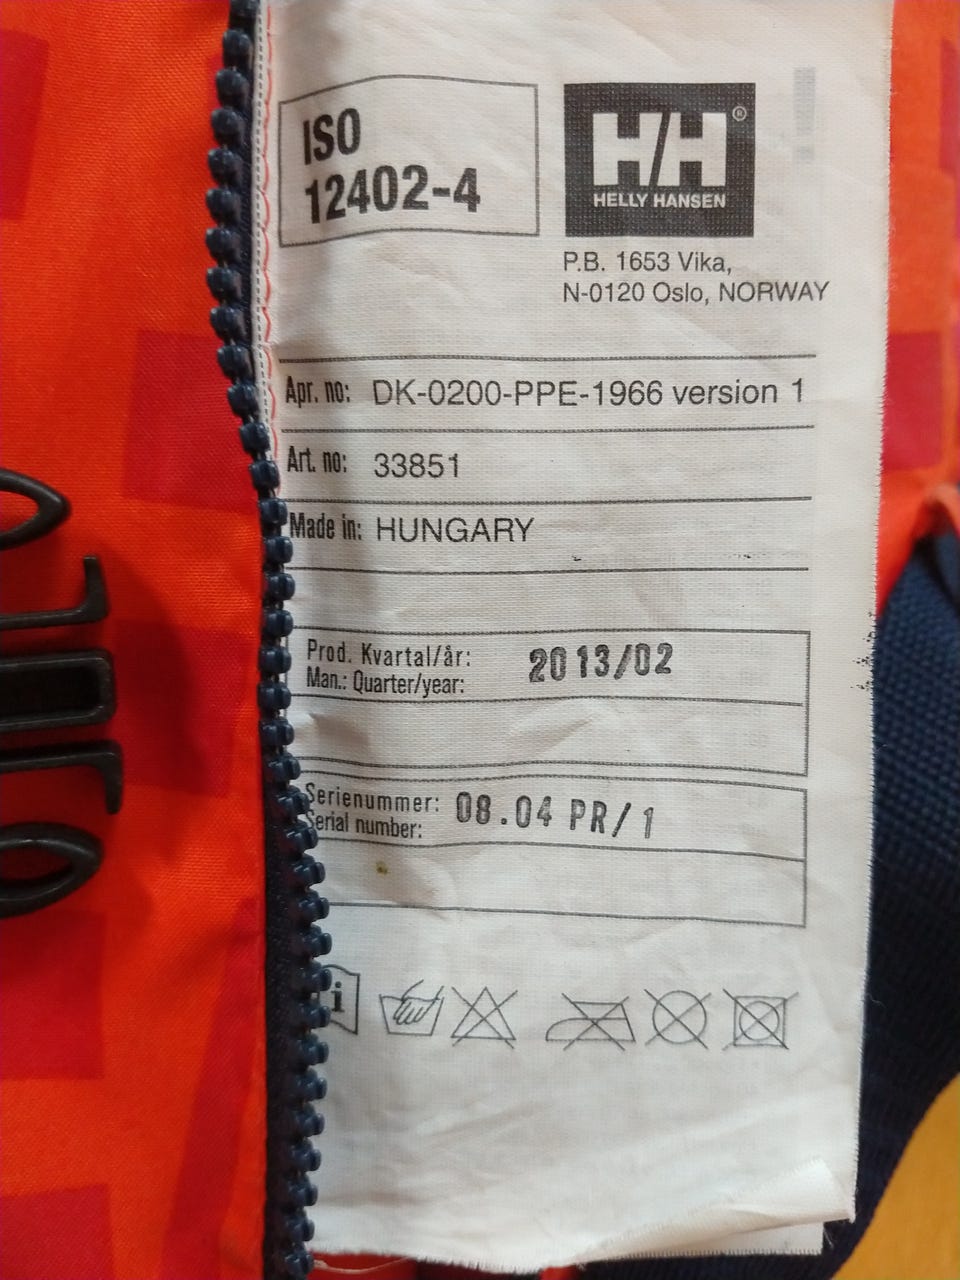 ISO
12402-4
HH®
HELLY HANSEN
P.B. 1653 Vika,
N-0120 Oslo, NORWAY
Apr. no: DK-0200-PPE-1966 version 1
Art. no: 33851
Made in: HUNGARY
Prod. Kvartal/år: 2013/02
Man.: Quarter/year:
Serienummer: 08.04 PR/1
Serial number:
i